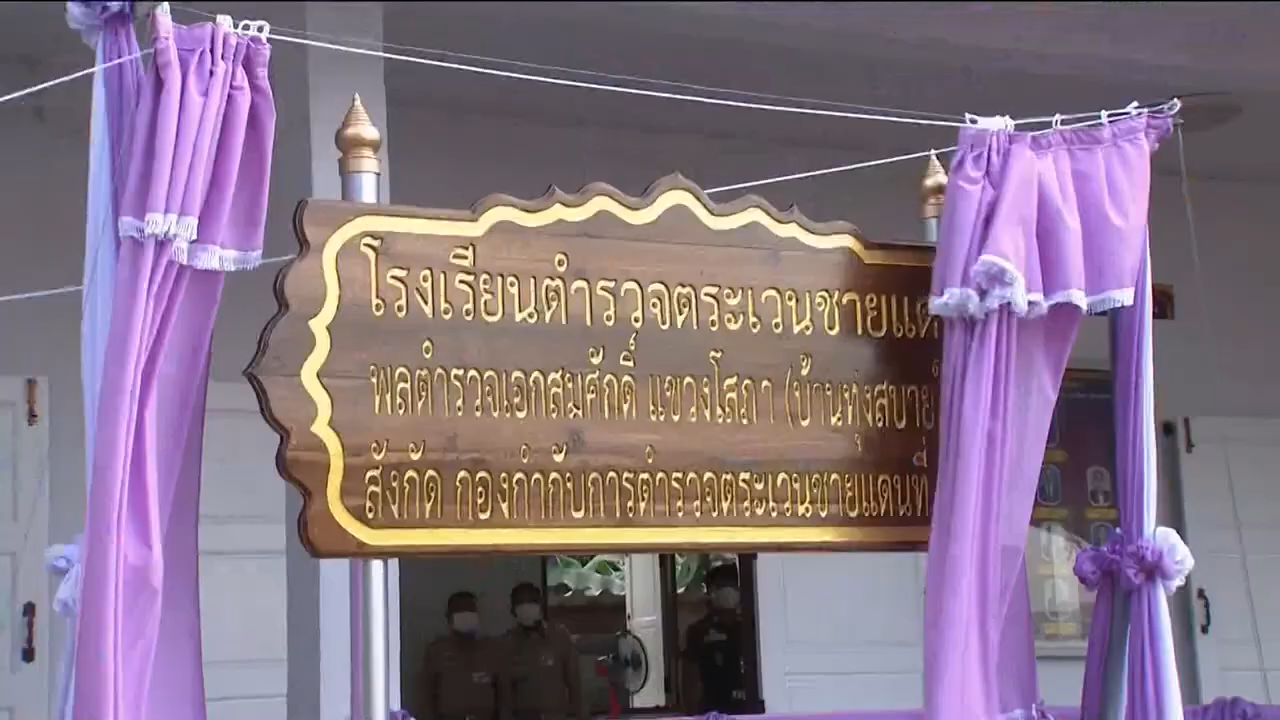 โรงเรียนตำรวจตระเวนชายแด
พลตำรวจเอกสมศักดิ์ แขวงโสภา (บ้านทุ่งสบาย
สังกัด กองกำกับการตำรวจตระเวนชายแดนที่